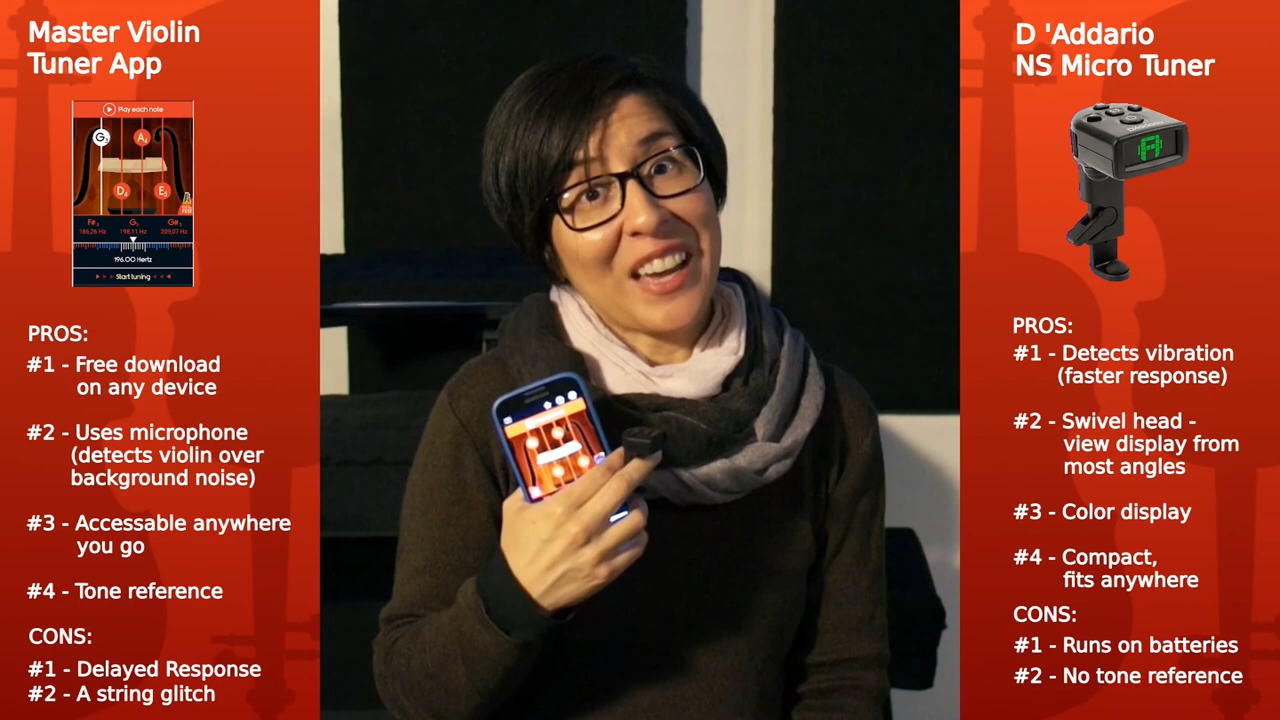 Master Violin
Tuner App
Play each note
G3
A4
D4
E5
F#3 G3 G#3
186,26 Hz 198,11 Hz 209,07 Hz
196.00 Hertz
Start tuning
PROS:
#1 - Free download
on any device
#2 - Uses microphone
(detects violin over
background noise)
#3 - Accessable anywhere
you go
#4 - Tone reference
CONS:
#1 - Delayed Response
#2 - A string glitch
D 'Addario
NS Micro Tuner
A
PROS:
#1 - Detects vibration
(faster response)
#2 - Swivel head -
view display from
most angles
#3 - Color display
#4 - Compact,
fits anywhere
CONS:
#1 - Runs on batteries
#2 - No tone reference